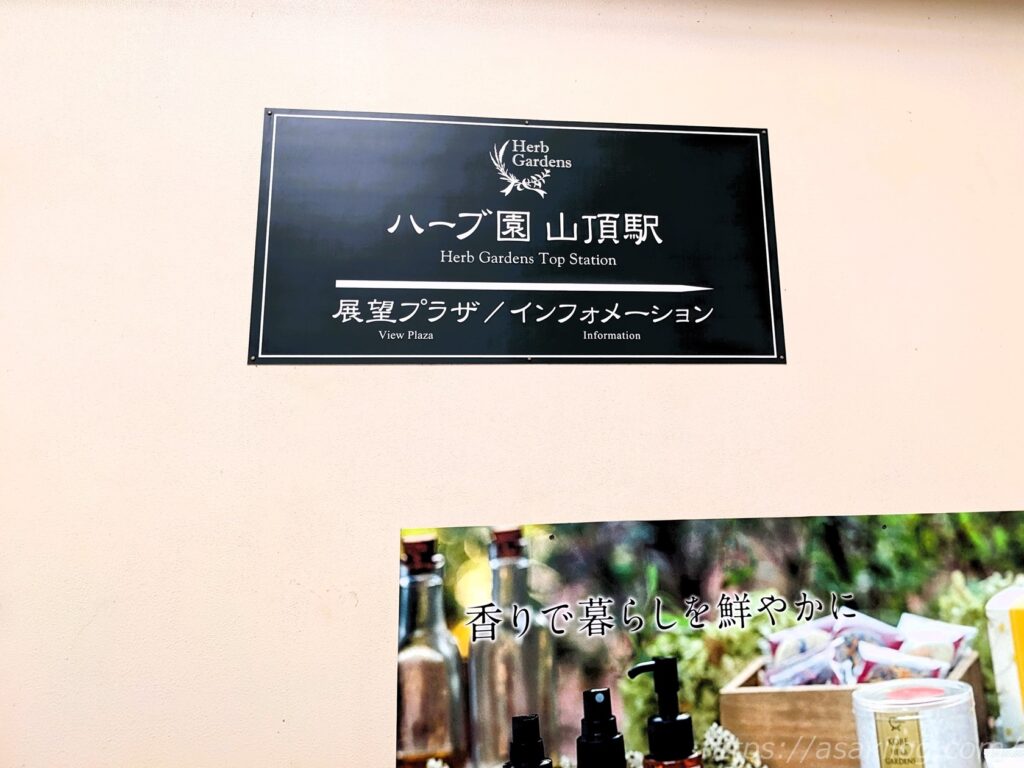 Herb
Gardens
ハーブ園 山頂駅
Herb Gardens Top Station
展望プラザ／インフォメーション
View Plaza Information
香りで暮らしを鮮やかに
KOBE
GARDENS